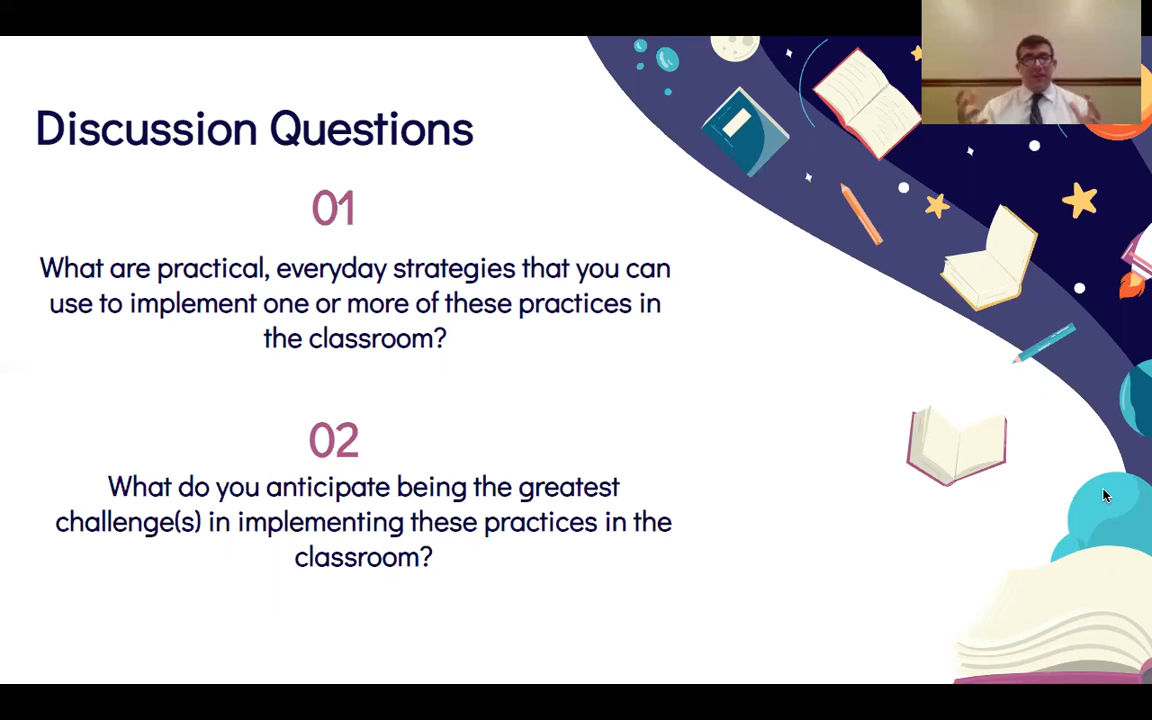 Discussion Questions
01
What are practical, everyday strategies that you can
use to implement one or more of these practices in
the classroom?
02
What do you anticipate being the greatest
challenge(s) in implementing these practices in the
classroom?